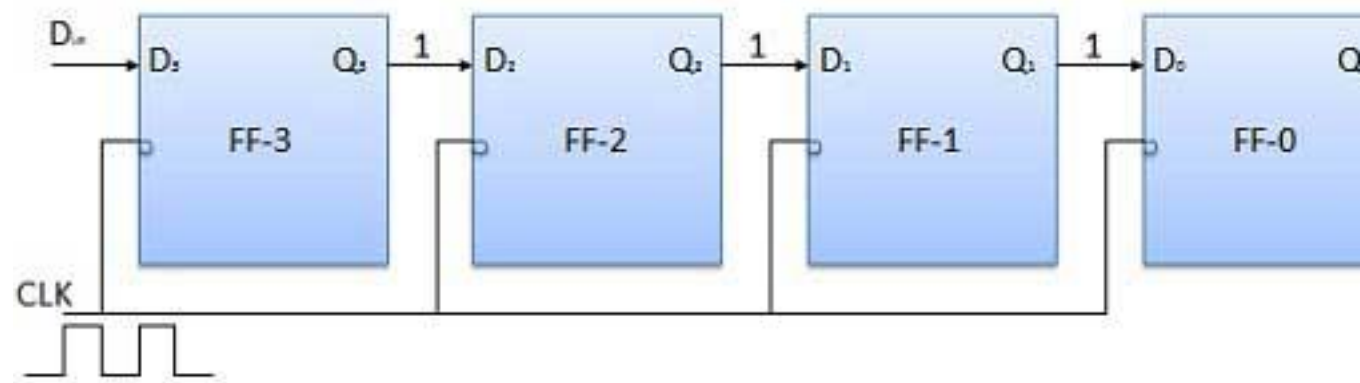 Dᵢₙ
D₃ Q₃ 1 D₂ Q₂ 1 D₁ Q₁ 1 D₀ Q
FF-3 FF-2 FF-1 FF-0
CLK